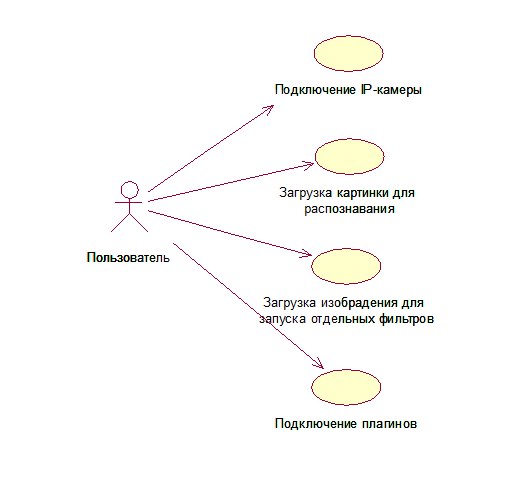 Подключение IP-камеры
Загрузка картинки для
распознавания
Пользователь
Загрузка изобрадения для
запуска отдельных фильтров
Подключение плагинов